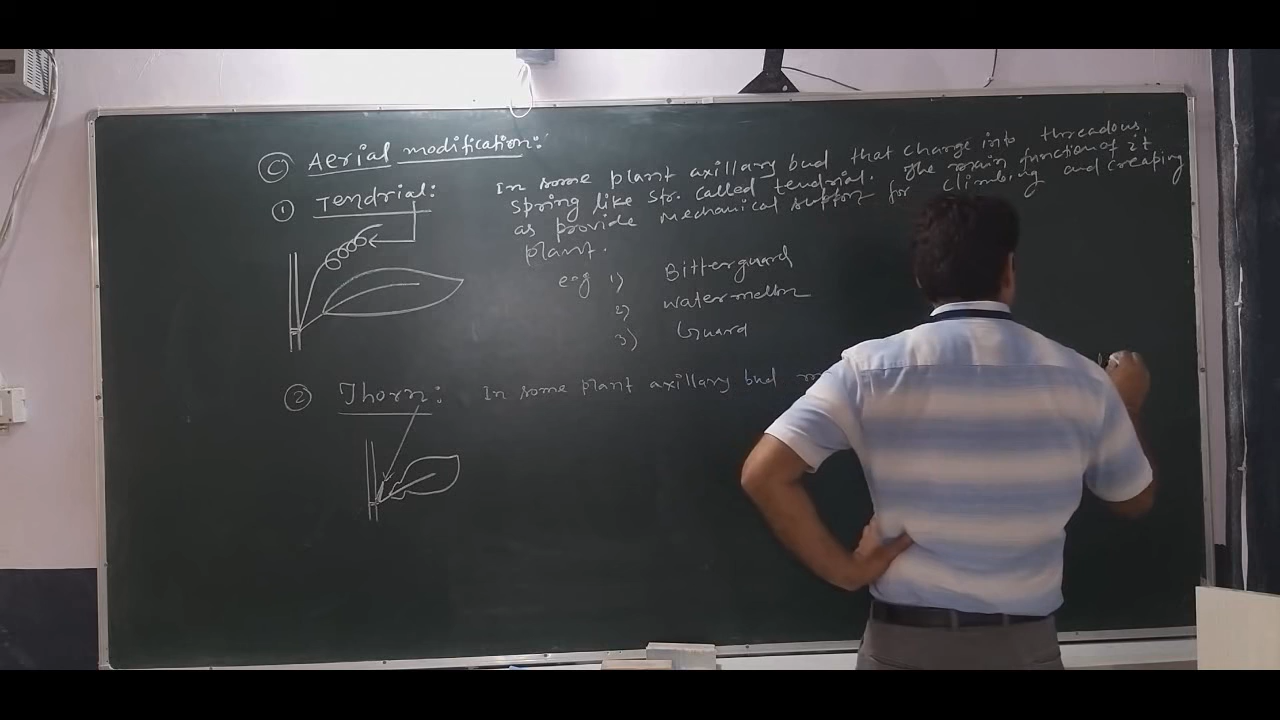 C Aerial modification:
1 Tendrial: In some plant axillary bud that change into threadous,
spring like str. called tendrial. The main function of it
as provide mechanical support for climbing and creaping
plant.
e.g 1) Bitterguard
2) watermellon
3) Guard
2 Thorn: In some plant axillary bud